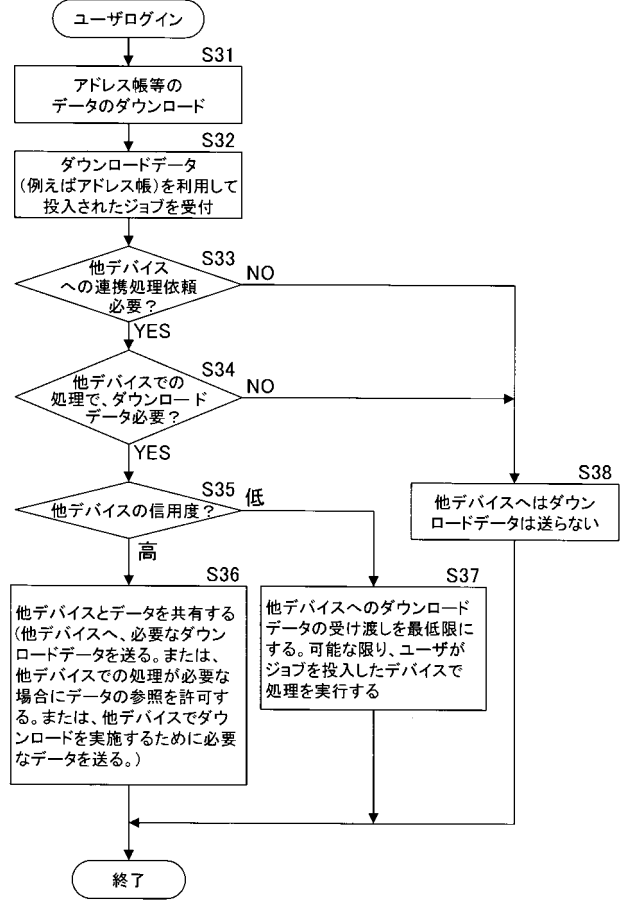 ユーザログイン
S31
アドレス帳等の
データのダウンロード
S32
ダウンロードデータ
(例えばアドレス帳)を利用して
投入されたジョブを受付
S33
他デバイス
への連携処理依頼
必要？
NO
YES
S34
他デバイスでの
処理で、ダウンロード
データ必要？
NO
YES
S35
他デバイスの信用度？
低
高
S38
他デバイスへはダウン
ロードデータは送らない
S36
他デバイスとデータを共有する
(他デバイスへ、必要なダウン
ロードデータを送る。または、
他デバイスでの処理が必要な
場合にデータの参照を許可す
る。または、他デバイスでダウ
ンロードを実施するために必要
なデータを送る。)
S37
他デバイスへのダウンロード
データの受け渡しを最低限に
する。可能な限り、ユーザが
ジョブを投入したデバイスで
処理を実行する
終了